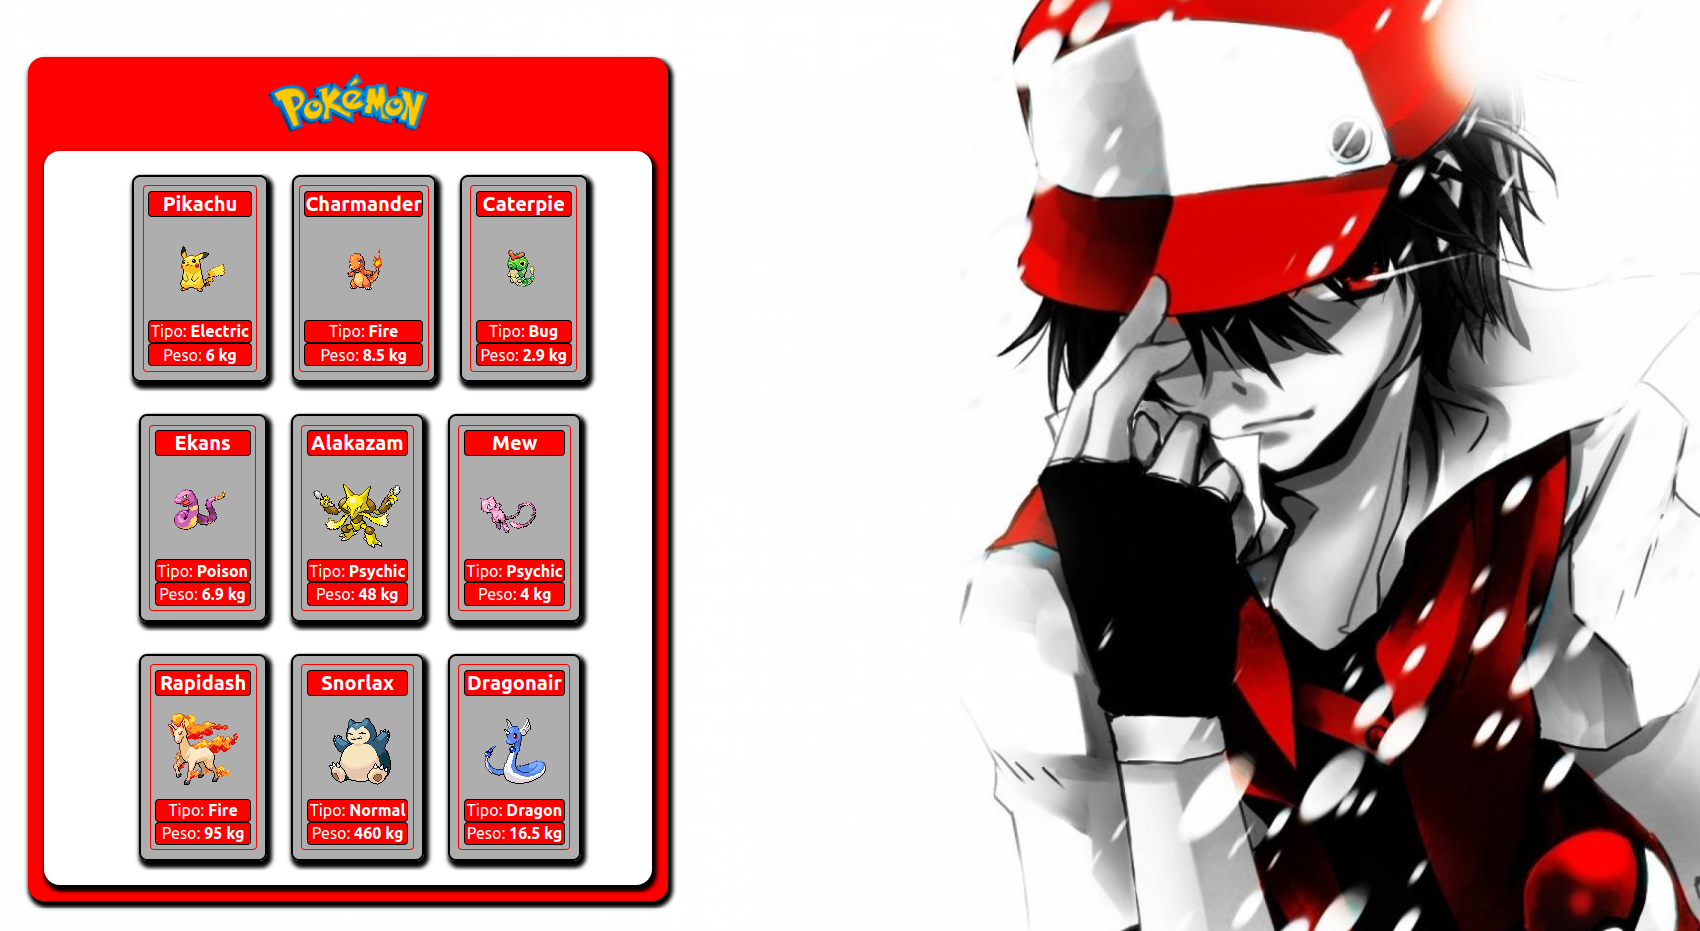 POKéMON
Pikachu
Tipo: Electric
Peso: 6 kg
Charmander
Tipo: Fire
Peso: 8.5 kg
Caterpie
Tipo: Bug
Peso: 2.9 kg
Ekans
Tipo: Poison
Peso: 6.9 kg
Alakazam
Tipo: Psychic
Peso: 48 kg
Mew
Tipo: Psychic
Peso: 4 kg
Rapidash
Tipo: Fire
Peso: 95 kg
Snorlax
Tipo: Normal
Peso: 460 kg
Dragonair
Tipo: Dragon
Peso: 16.5 kg